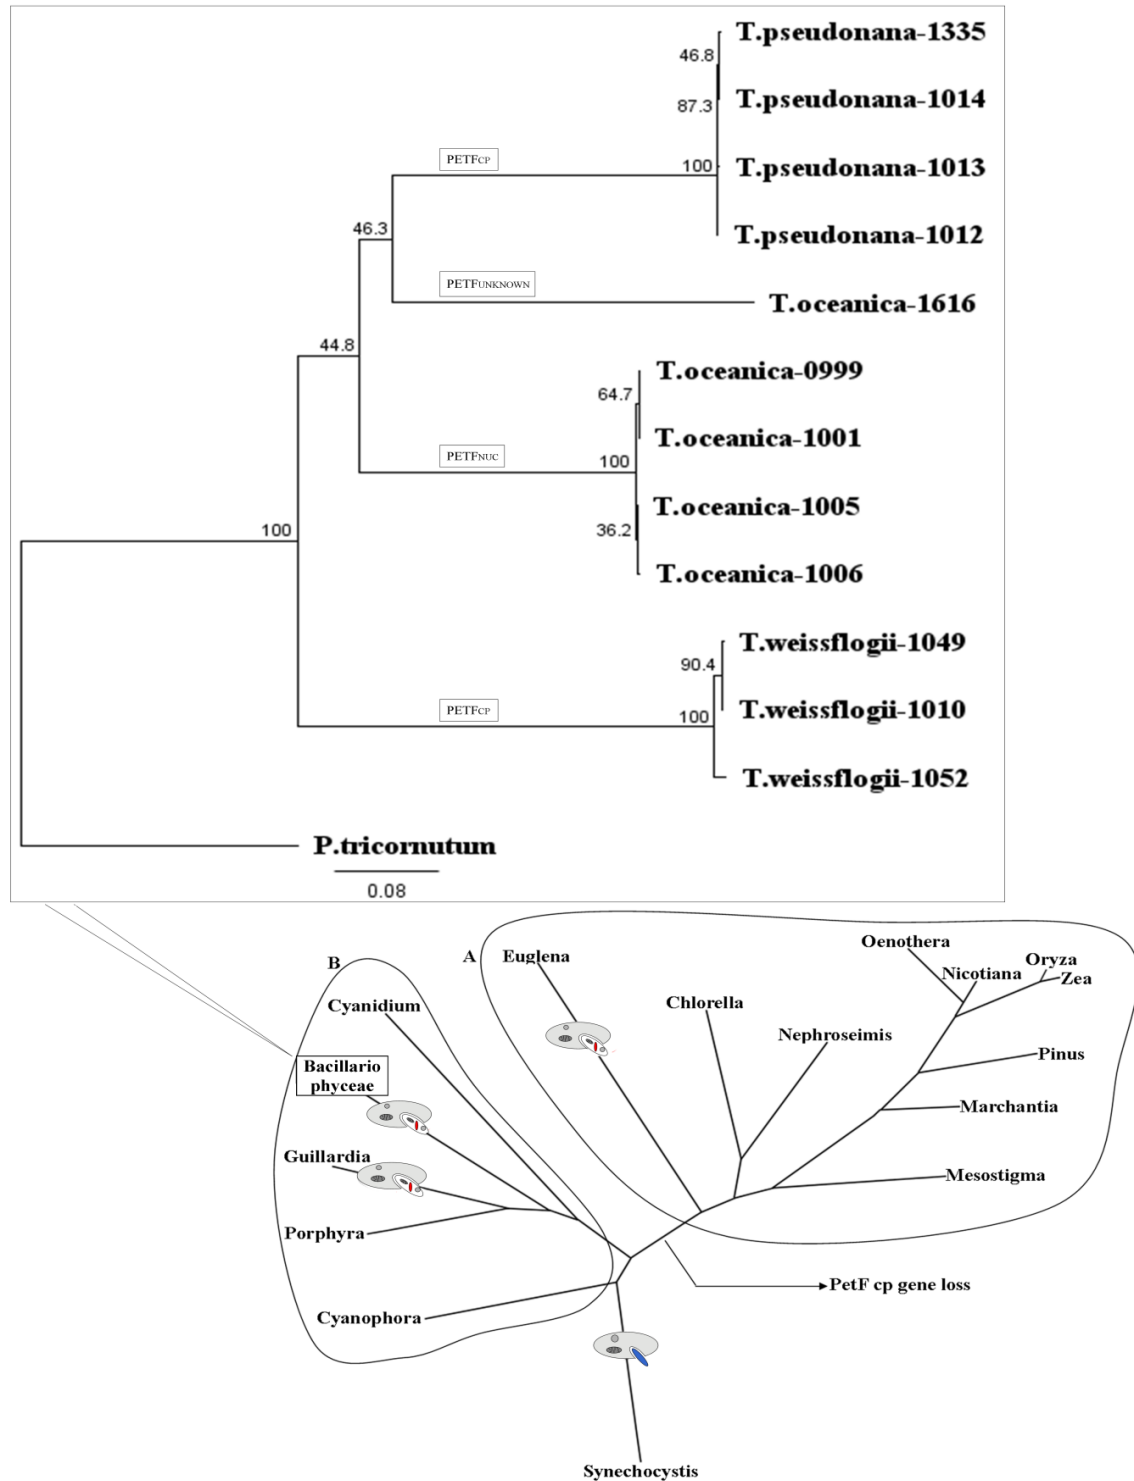 T.pseudonana-1335
46.8
T.pseudonana-1014
87.3
PETFCP
100
T.pseudonana-1013
46.3
T.pseudonana-1012
PETFUNKNOWN
T.oceanica-1616
44.8
T.oceanica-0999
64.7
T.oceanica-1001
PETFNUC
100
T.oceanica-1005
36.2
100
T.oceanica-1006
T.weissflogii-1049
90.4
PETFCP
100
T.weissflogii-1010
T.weissflogii-1052
P.tricornutum
0.08
B
A
Euglena
Oenothera
Oryza
Nicotiana
Zea
Cyanidium
Chlorella
Nephroseimis
Bacillario
phyceae
Pinus
Marchantia
Guillardia
Mesostigma
Porphyra
PetF cp gene loss
Cyanophora
Synechocystis